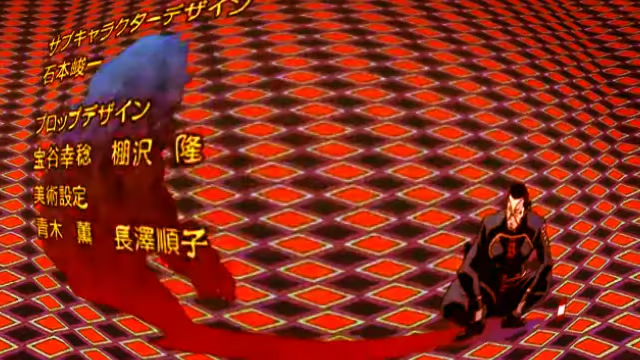 サブキャラクターデザイン
石本峻一
プロップデザイン
宝谷幸稔 棚沢 隆
美術設定
青木 薫 長澤順子